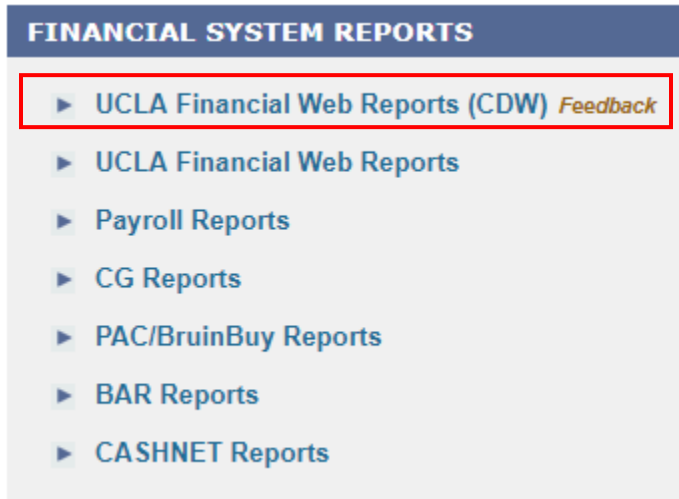 FINANCIAL SYSTEM REPORTS
UCLA Financial Web Reports (CDW) Feedback
UCLA Financial Web Reports
Payroll Reports
CG Reports
PAC/BruinBuy Reports
BAR Reports
CASHNET Reports